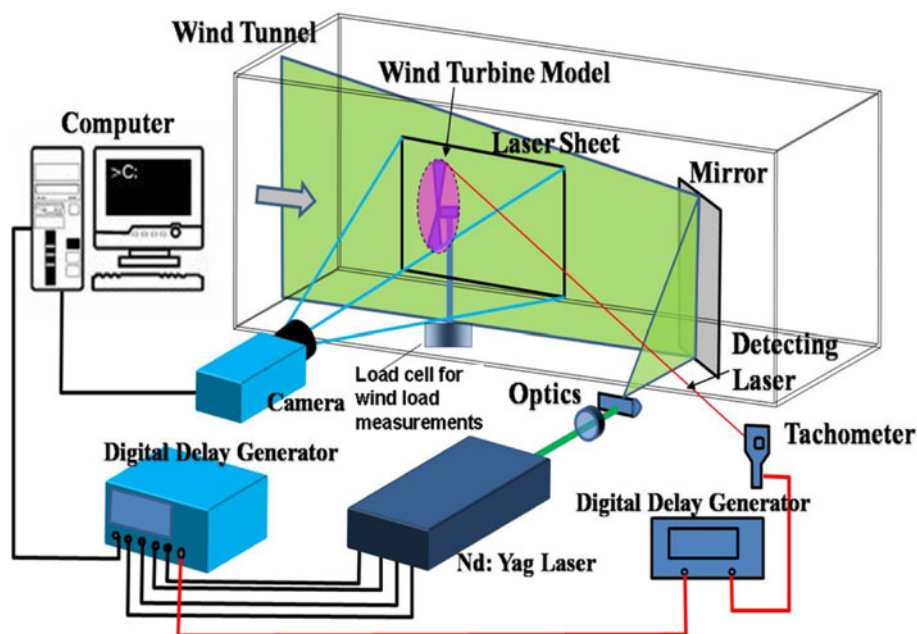 Wind Tunnel
Wind Turbine Model
Computer
Laser Sheet
Mirror
>C:
Detecting
Laser
Load cell for
wind load
measurements
Optics
Camera
Tachometer
Digital Delay Generator
Digital Delay Generator
Nd: Yag Laser